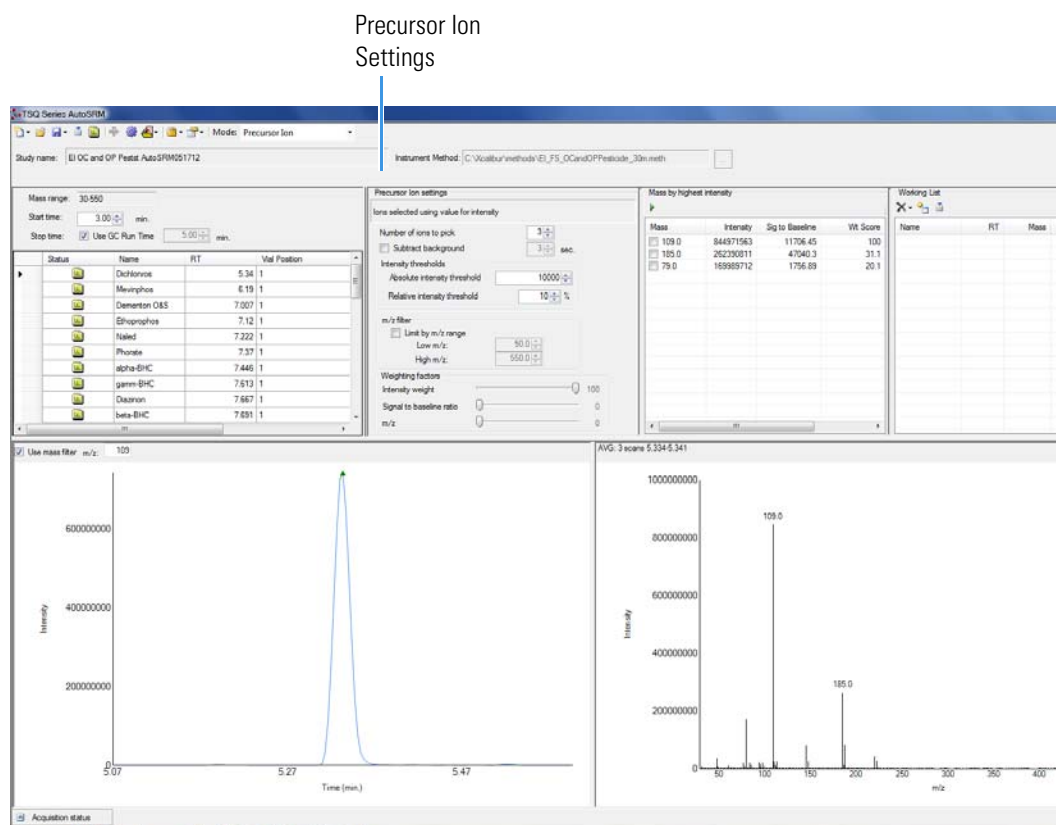 Precursor Ion
Settings
TSQ Series AutoSRM
Mode: Precursor Ion
Study name: EI OC and OP Pestat AutoSRM051712
Instrument Method: C:\Xcalibur\methods\EI_FS_OCandOPPesticide_30m.meth
...
Mass range: 30-550
Start time: 3.00 min.
Stop time: Use GC Run Time 5.00 min.
Status Name RT Vial Position
Dichlorvos 5.34 1
Mevinphos 6.19 1
Dementon O&S 7.007 1
Ethoprophos 7.12 1
Naled 7.222 1
Phorate 7.37 1
alpha-BHC 7.446 1
gamm-BHC 7.613 1
Diazinon 7.667 1
beta-BHC 7.691 1
Precursor Ion settings
Ions selected using value for intensity
Number of ions to pick 3
Subtract background 3 sec.
Intensity thresholds
Absolute intensity threshold 10000
Relative intensity threshold 10 %
m/z filter
Limit by m/z range
Low m/z: 50.0
High m/z: 550.0
Weighting factors
Intensity weight 100
Signal to baseline ratio 0
m/z 0
Mass by highest intensity
Mass Intensity Sig to Baseline Wt Score
109.0 844971563 11706.45 100
185.0 262390811 47040.3 31.1
79.0 169989712 1756.89 20.1
Working List
Name RT Mass
Use mass filter m/z: 109
Intensity
600000000
400000000
200000000
0
5.07 5.27 5.47
Time (min.)
AVG: 3 scans 5.334-5.341
Intensity
1000000000
800000000
600000000
400000000
200000000
0
109.0
185.0
50 100 150 200 250 300 350 400
m/z
Acquisition status